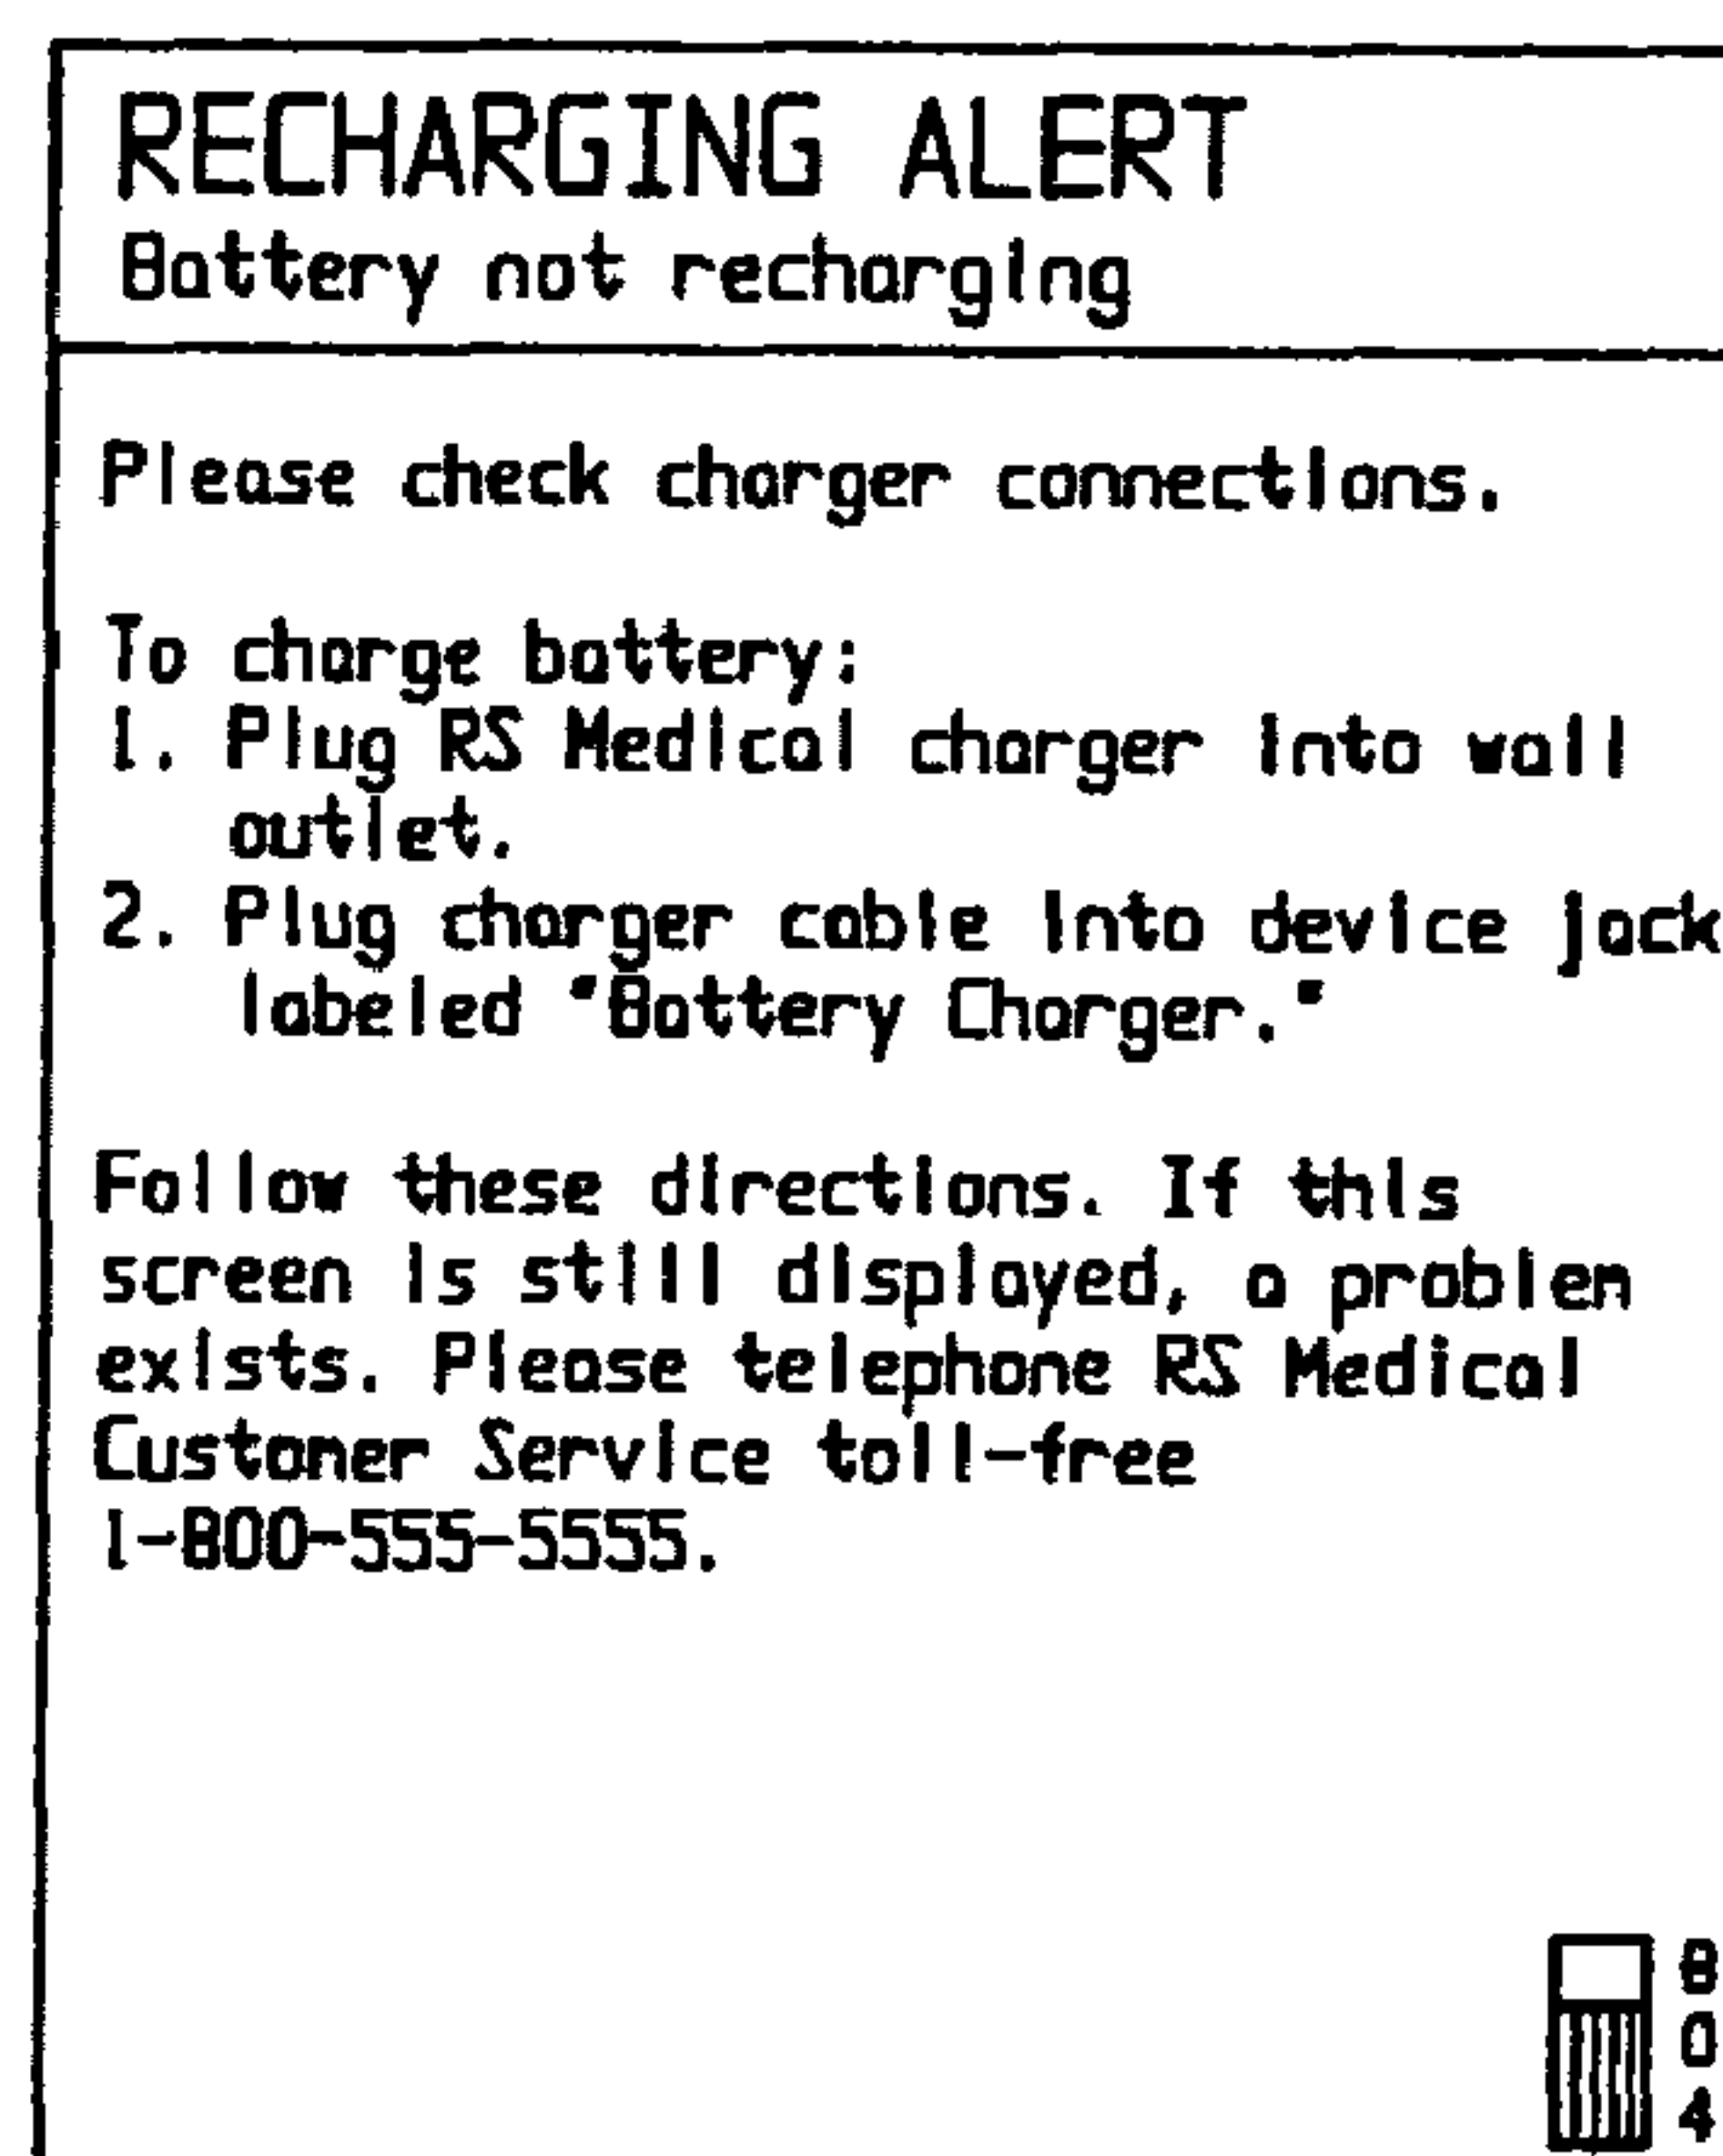 RECHARGING ALERT
Battery not recharging
Please check charger connections.
To charge battery:
1. Plug RS Medical charger into wall
outlet.
2. Plug charger cable into device jack
labeled "Battery Charger."
Follow these directions. If this
screen is still displayed, a problem
exists. Please telephone RS Medical
Customer Service toll-free
1-800-555-5555.
8
0
4